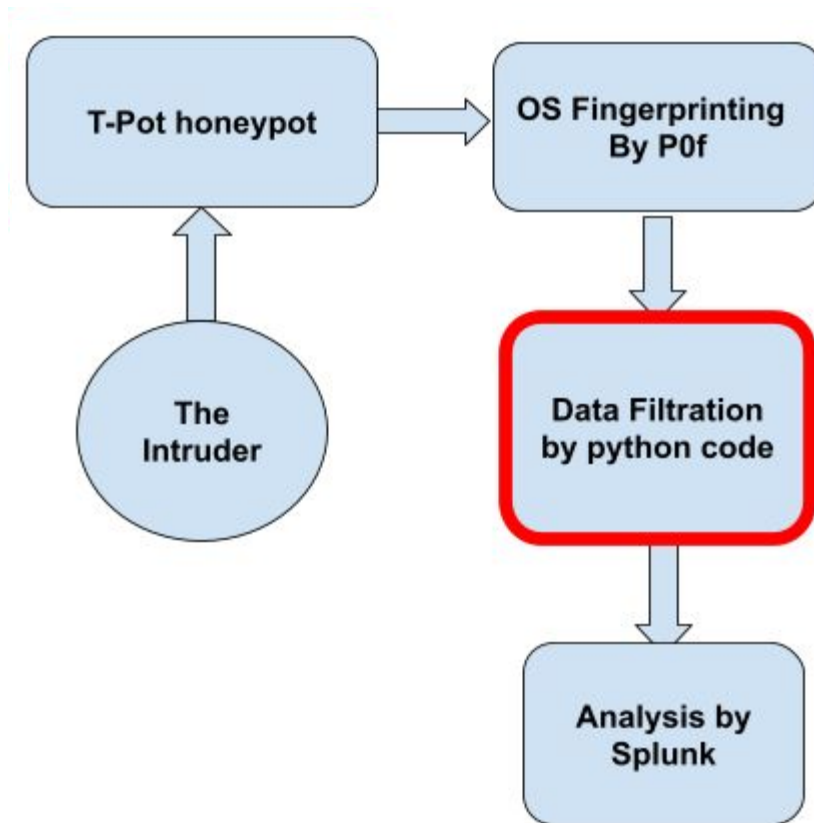 T-Pot honeypot
OS Fingerprinting
By P0f
The
Intruder
Data Filtration
by python code
Analysis by
Splunk